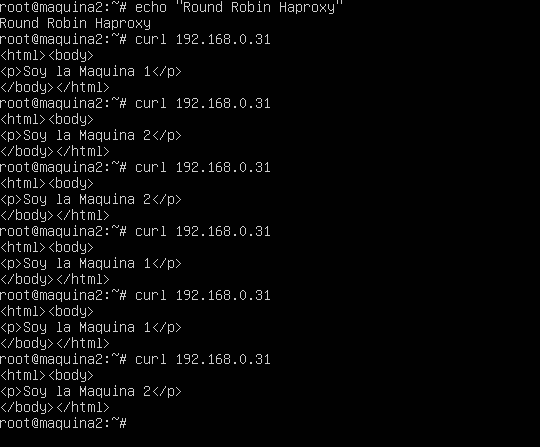 root@maquina2:~# echo "Round Robin Haproxy"
Round Robin Haproxy
root@maquina2:~# curl 192.168.0.31
<html><body>
<p>Soy la Maquina 1</p>
</body></html>
root@maquina2:~# curl 192.168.0.31
<html><body>
<p>Soy la Maquina 2</p>
</body></html>
root@maquina2:~# curl 192.168.0.31
<html><body>
<p>Soy la Maquina 2</p>
</body></html>
root@maquina2:~# curl 192.168.0.31
<html><body>
<p>Soy la Maquina 1</p>
</body></html>
root@maquina2:~# curl 192.168.0.31
<html><body>
<p>Soy la Maquina 1</p>
</body></html>
root@maquina2:~# curl 192.168.0.31
<html><body>
<p>Soy la Maquina 2</p>
</body></html>
root@maquina2:~#